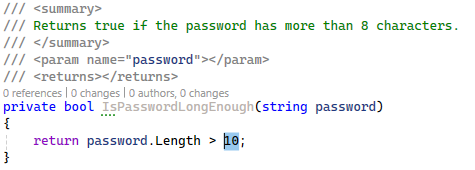 /// <summary>
/// Returns true if the password has more than 8 characters.
/// </summary>
/// <param name="password"></param>
/// <returns></returns>
0 references | 0 changes | 0 authors, 0 changes
private bool IsPasswordLongEnough(string password)
{
    return password.Length > 10;
}